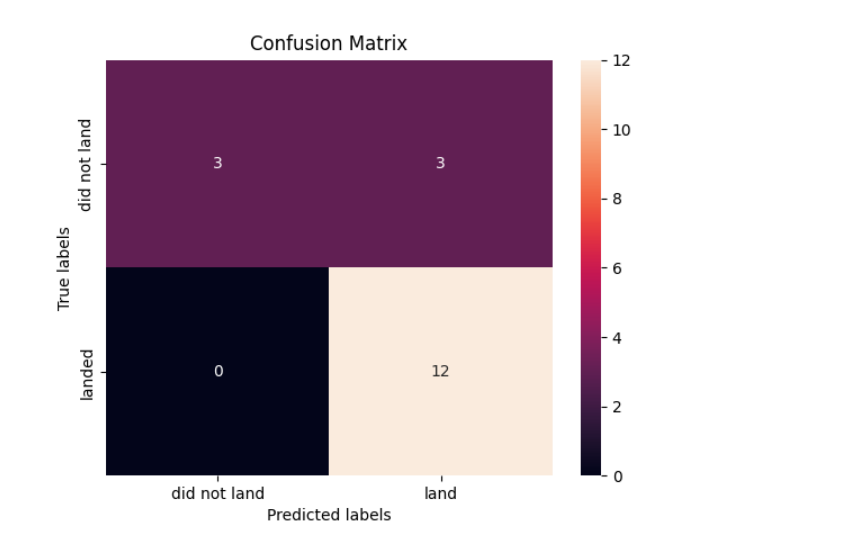 Confusion Matrix
True labels
did not land
landed
3
3
0
12
did not land
land
Predicted labels
12
10
8
6
4
2
0